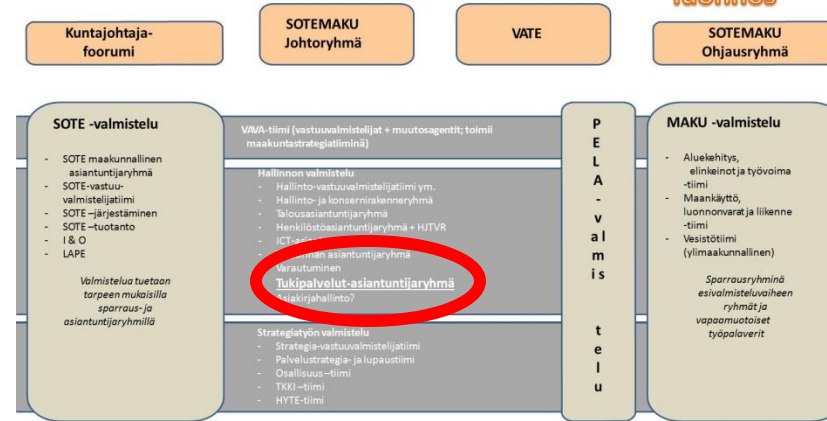 luonnos
Kuntajohtaja-
foorumi
SOTEMAKU
Johtoryhmä
VATE
SOTEMAKU
Ohjausryhmä
SOTE -valmistelu
- SOTE maakunnallinen
asiantuntijaryhmä
- SOTE-vastuu-
valmistelijatiimi
- SOTE –järjestäminen
- SOTE –tuotanto
- I & O
- LAPE
Valmistelua tuetaan
tarpeen mukaisilla
sparraus- ja
asiantuntijaryhmillä
VAVA-tiimi (vastuuvalmistelijat + muutosagentit; toimii
maakuntastrategiatiiminä)
Hallinnon valmistelu
- Hallinto-vastuuvalmistelijatiimi ym.
- Hallinto- ja konsernirakenneryhmä
- Talousasiantuntijaryhmä
- Henkilöstöasiantuntijaryhmä + HJTVR
- ICT-
asiantuntijaryhmä
Varautuminen
Tukipalvelut-asiantuntijaryhmä
Asiakirjahallinto?
Strategiatyön valmistelu
- Strategia-vastuuvalmistelijatiimi
- Palvelustrategia- ja lupaustiimi
- Osallisuus –tiimi
- TKKI –tiimi
- HYTE-tiimi
P
E
L
A
-
v
a l
m
i s
t
e
l
u
MAKU -valmistelu
- Aluekehitys,
elinkeinot ja työvoima
-tiimi
- Maankäyttö,
luonnonvarat ja liikenne
-tiimi
- Vesistötiimi
(ylimaakunnallinen)
Sparrausryhminä
esivalmisteluvaiheen
ryhmät ja
vapaamuotoiset
työpalaverit